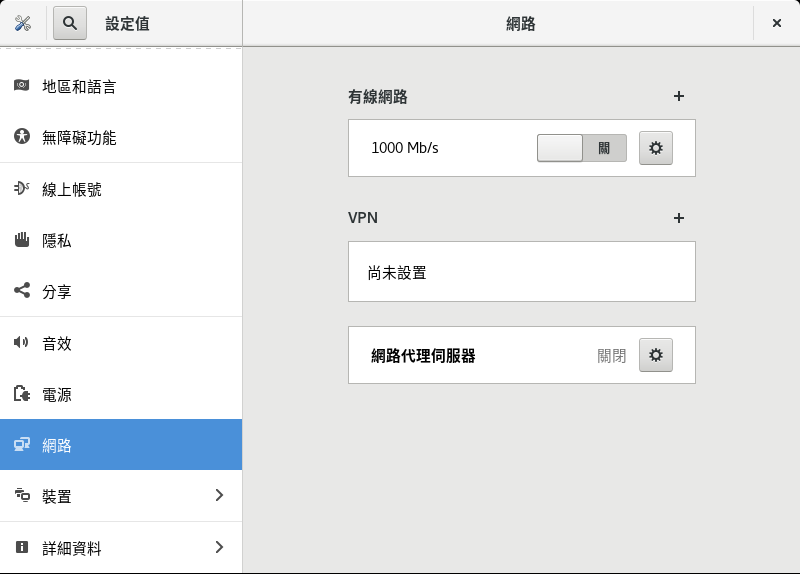 設定值
網路
地區和語言
無障礙功能
線上帳號
隱私
分享
音效
電源
網路
裝置
詳細資料
有線網路
1000 Mb/s
關
VPN
尚未設置
網路代理伺服器
關閉